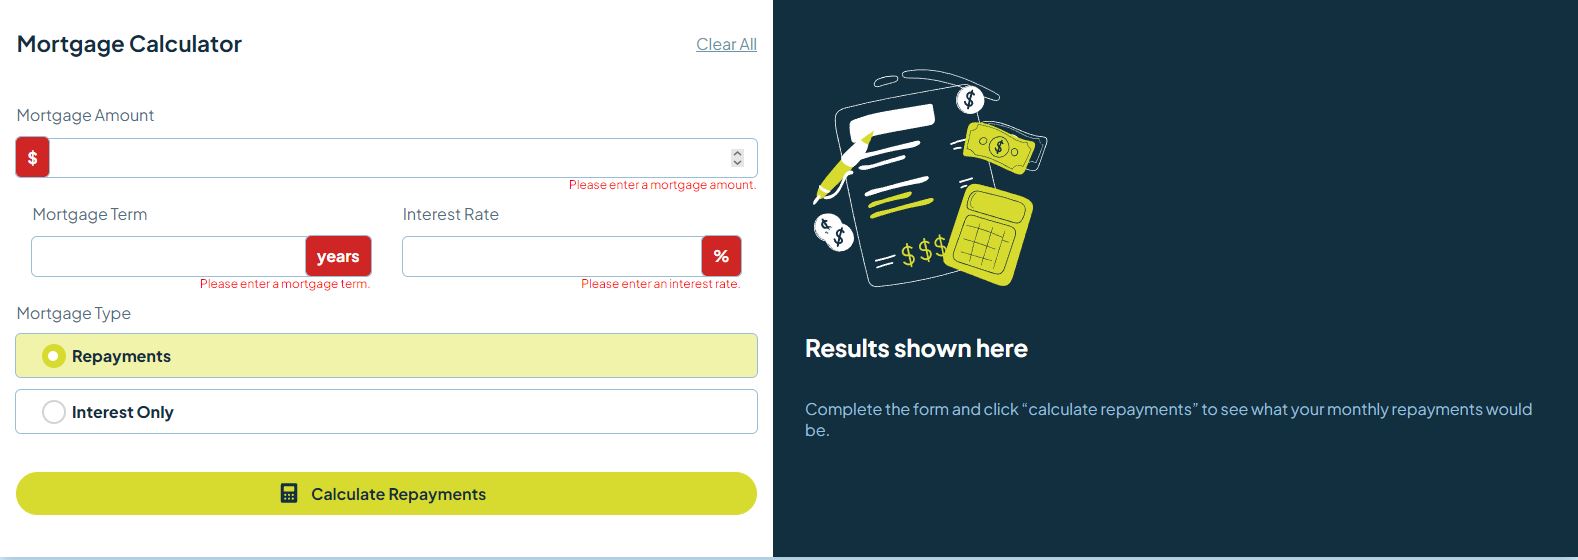 Mortgage Calculator
Clear All
Mortgage Amount
$
Please enter a mortgage amount.
Mortgage Term
Interest Rate
years
%
Please enter a mortgage term.
Please enter an interest rate.
Mortgage Type
Repayments
Interest Only
Calculate Repayments
$
$
$
$
$$$
Results shown here
Complete the form and click “calculate repayments” to see what your monthly repayments would
be.